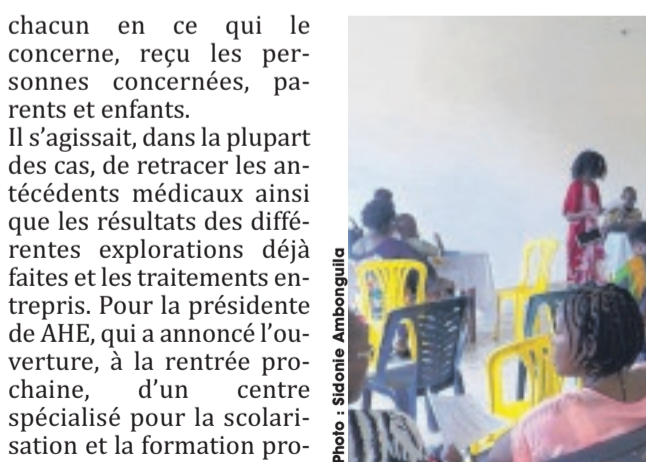 chacun en ce qui le
concerne, reçu les per-
sonnes concernées, pa-
rents et enfants.
Il s’agissait, dans la plupart
des cas, de retracer les an-
técédents médicaux ainsi
que les résultats des diffé-
rentes explorations déjà
faites et les traitements en-
trepris. Pour la présidente
de AHE, qui a annoncé l’ou-
verture, à la rentrée pro-
chaine, d’un centre
spécialisé pour la scolari-
sation et la formation pro-
Photo : Sidonie Ambonguila